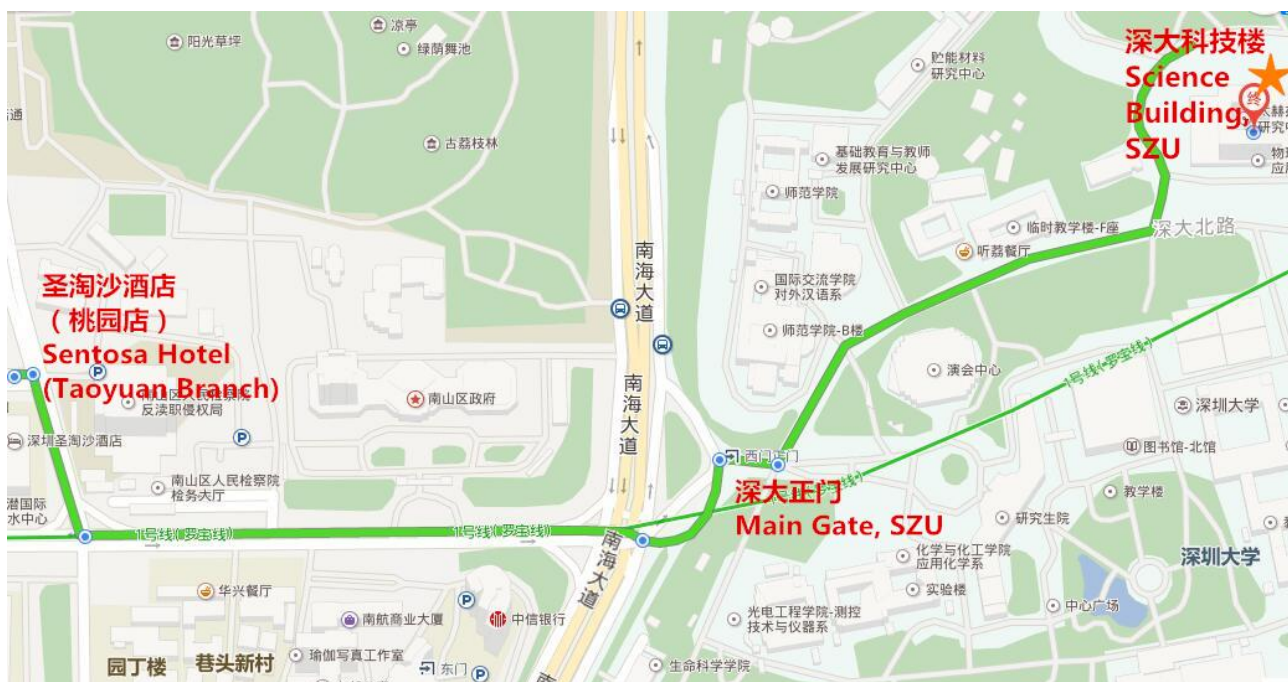 凉亭
阳光草坪
绿荫舞池
深大科技楼
Science
Building,
SZU
终
贮能材料
研究中心
通
古荔枝林
基础教育与教师
发展研究中心
师范学院
南海大道
临时教学楼-F座
深大北路
听荔餐厅
圣淘沙酒店
（桃园店）
Sentosa Hotel
(Taoyuan Branch)
国际交流学院
对外汉语系
师范学院-B楼
1号线(罗宝线)
演会中心
P
南山区人民检察院
反渎职侵权局
南山区政府
南海大道
深圳大学
P
深圳圣淘沙酒店
图书馆-北馆
西门正门
南山区人民检察院
检务大厅
深大正门
Main Gate, SZU
教学楼
潜国际
水中心
1号线(罗宝线)
1号线(罗宝线)
研究生院
南海大道
化学与化工学院
应用化学系
深圳大学
华兴餐厅
实验楼
P
中心广场
南航商业大厦
中信银行
光电工程学院-测控
技术与仪器系
园丁楼
巷头新村
瑜伽写真工作室
东门
P
生命科学学院
南